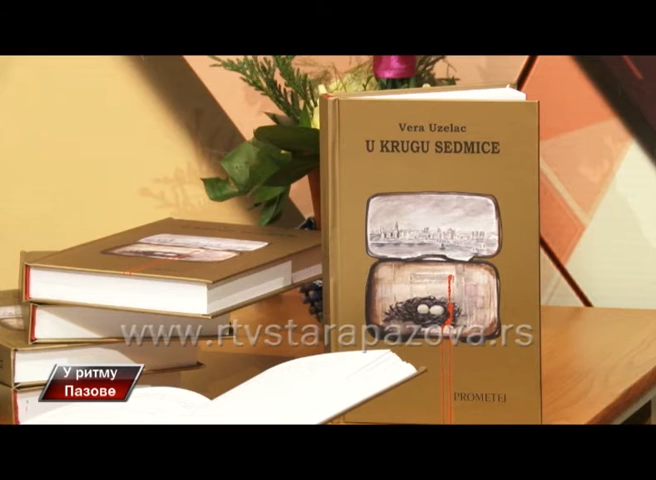 Vera Uzelac
U KRUGU SEDMICE
www.rtvstarapazova.rs
PROMETEJ
У ритму
Пазове